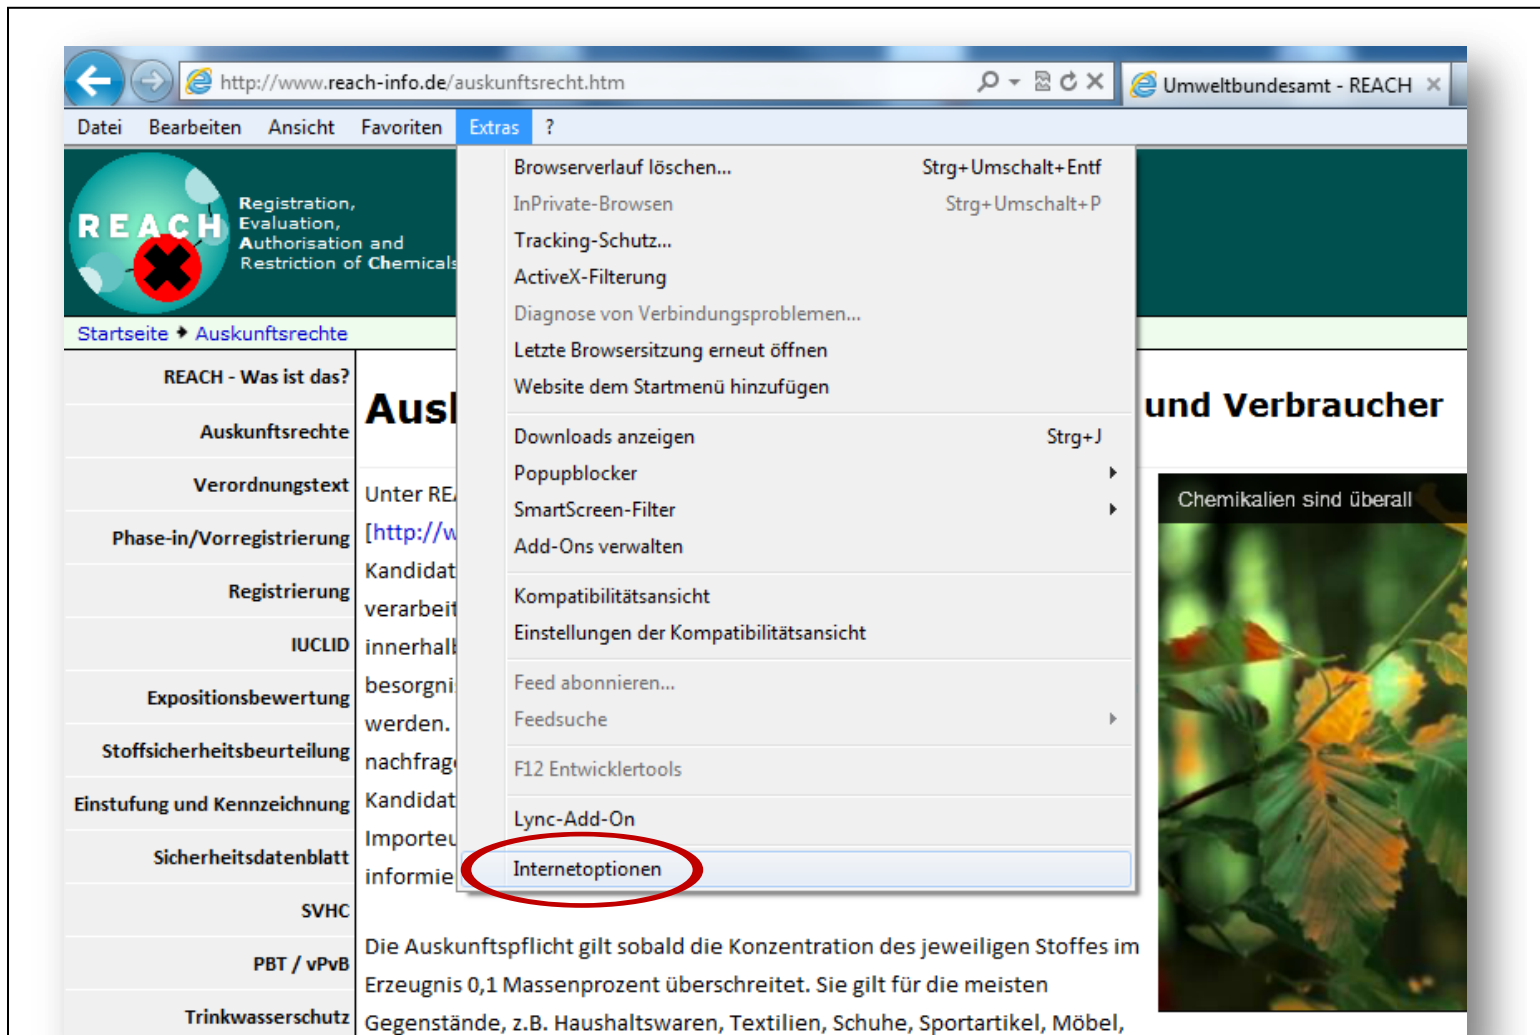 http://www.reach-info.de/auskunftsrecht.htm
Umweltbundesamt - REACH
Datei Bearbeiten Ansicht Favoriten Extras ?
REACH
Registration,
Evaluation,
Authorisation and
Restriction of Chemicals
Startseite Auskunftsrechte
Browserverlauf löschen... Strg+Umschalt+Entf
InPrivate-Browsen Strg+Umschalt+P
Tracking-Schutz...
ActiveX-Filterung
Diagnose von Verbindungsproblemen...
Letzte Browsersitzung erneut öffnen
Website dem Startmenü hinzufügen
Downloads anzeigen Strg+J
Popupblocker
SmartScreen-Filter
Add-Ons verwalten
Kompatibilitätsansicht
Einstellungen der Kompatibilitätsansicht
Feed abonnieren...
Feedsuche
F12 Entwicklertools
Lync-Add-On
Internetoptionen
REACH - Was ist das?
Auskunftsrechte
Verordnungstext
Phase-in/Vorregistrierung
Registrierung
IUCLID
Expositionsbewertung
Stoffsicherheitsbeurteilung
Einstufung und Kennzeichnung
Sicherheitsdatenblatt
SVHC
PBT / vPvB
Trinkwasserschutz
und Verbraucher
Unter
[http://w
Kandidat
verarbeit
innerhal
besorgni
werden.
nachfrag
Kandidat
Importeu
informie
Die Auskunftspflicht gilt sobald die Konzentration des jeweiligen Stoffes im
Erzeugnis 0,1 Massenprozent überschreitet. Sie gilt für die meisten
Gegenstände, z.B. Haushaltswaren, Textilien, Schuhe, Sportartikel, Möbel,
Chemikalien sind überall